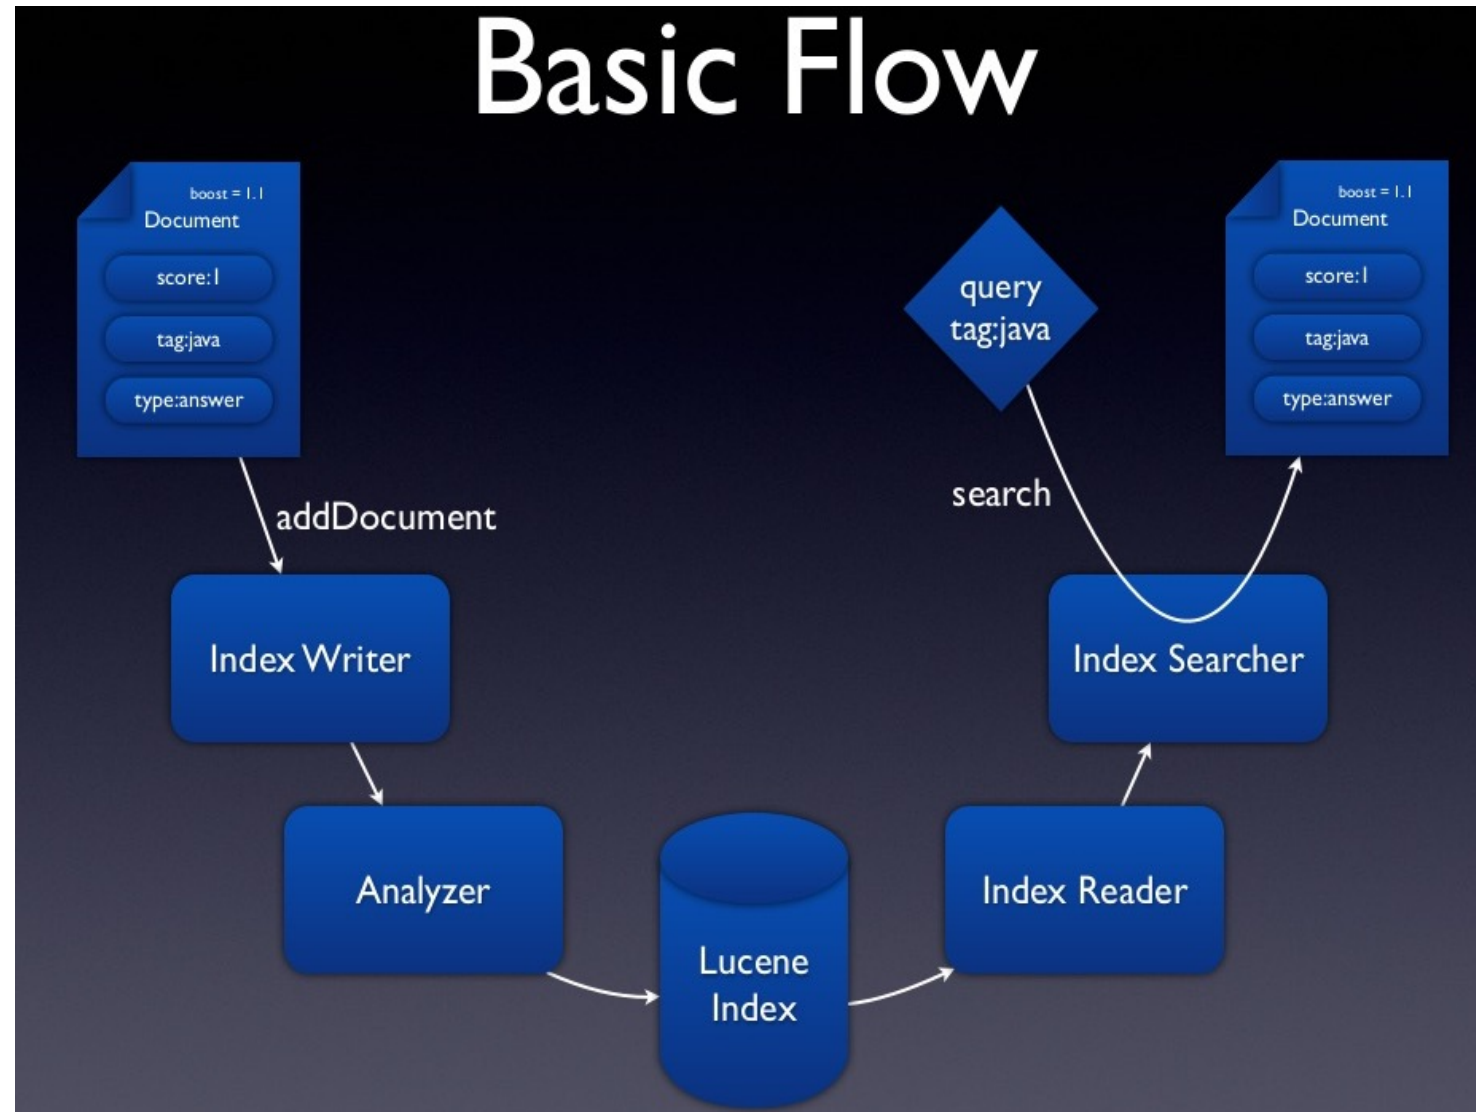 Basic Flow
boost = 1.1
Document
score:1
tag:java
type:answer
addDocument
Index Writer
Analyzer
Lucene
Index
Index Reader
Index Searcher
search
query
tag:java
boost = 1.1
Document
score:1
tag:java
type:answer